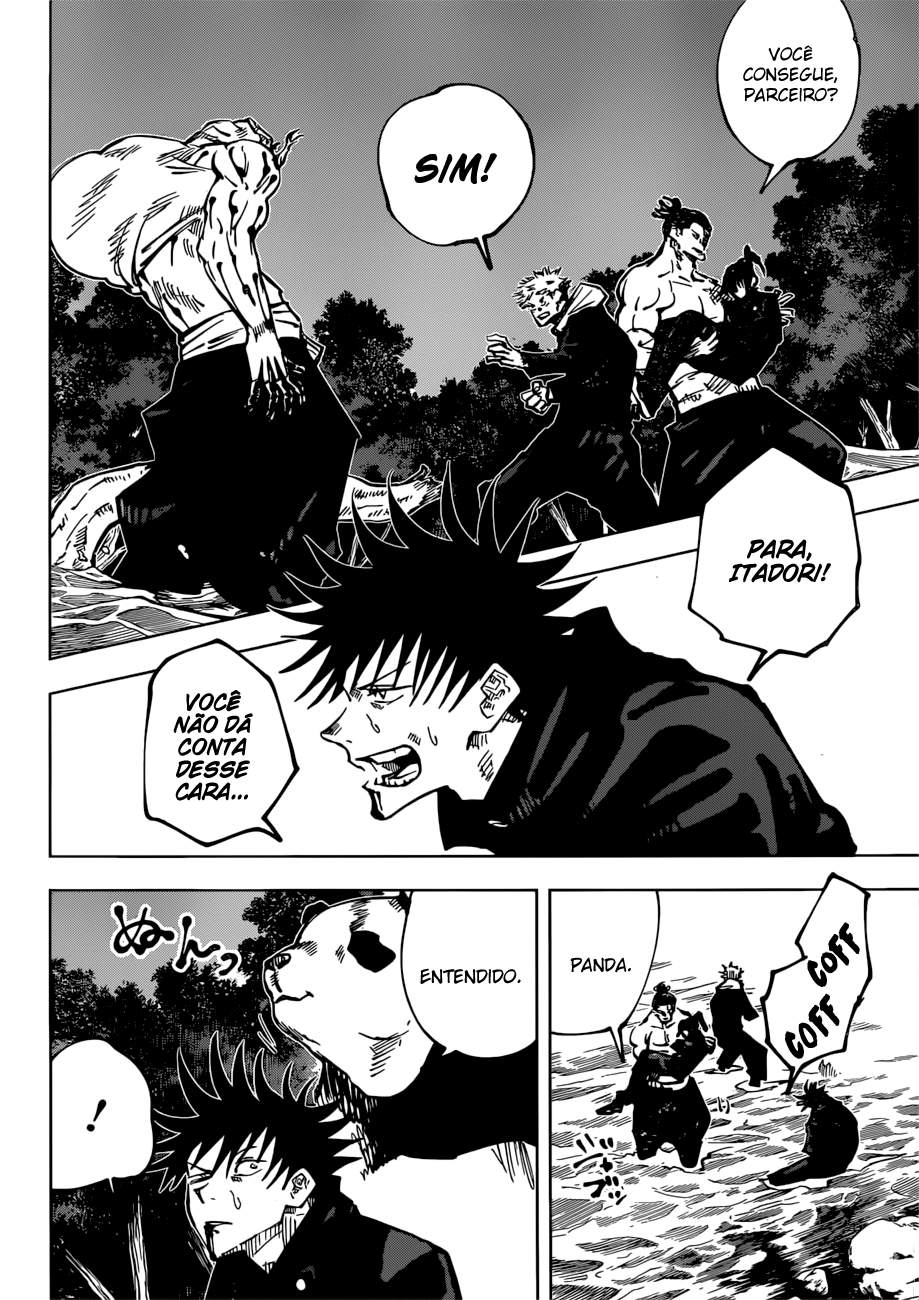 VOCÊ
CONSEGUE,
PARCEIRO?
SIM!
PARA,
ITADORI!
VOCÊ
NÃO DÁ
CONTA
DESSE
CARA...
COFF
COFF
PANDA.
ENTENDIDO.
ぬんっ
!